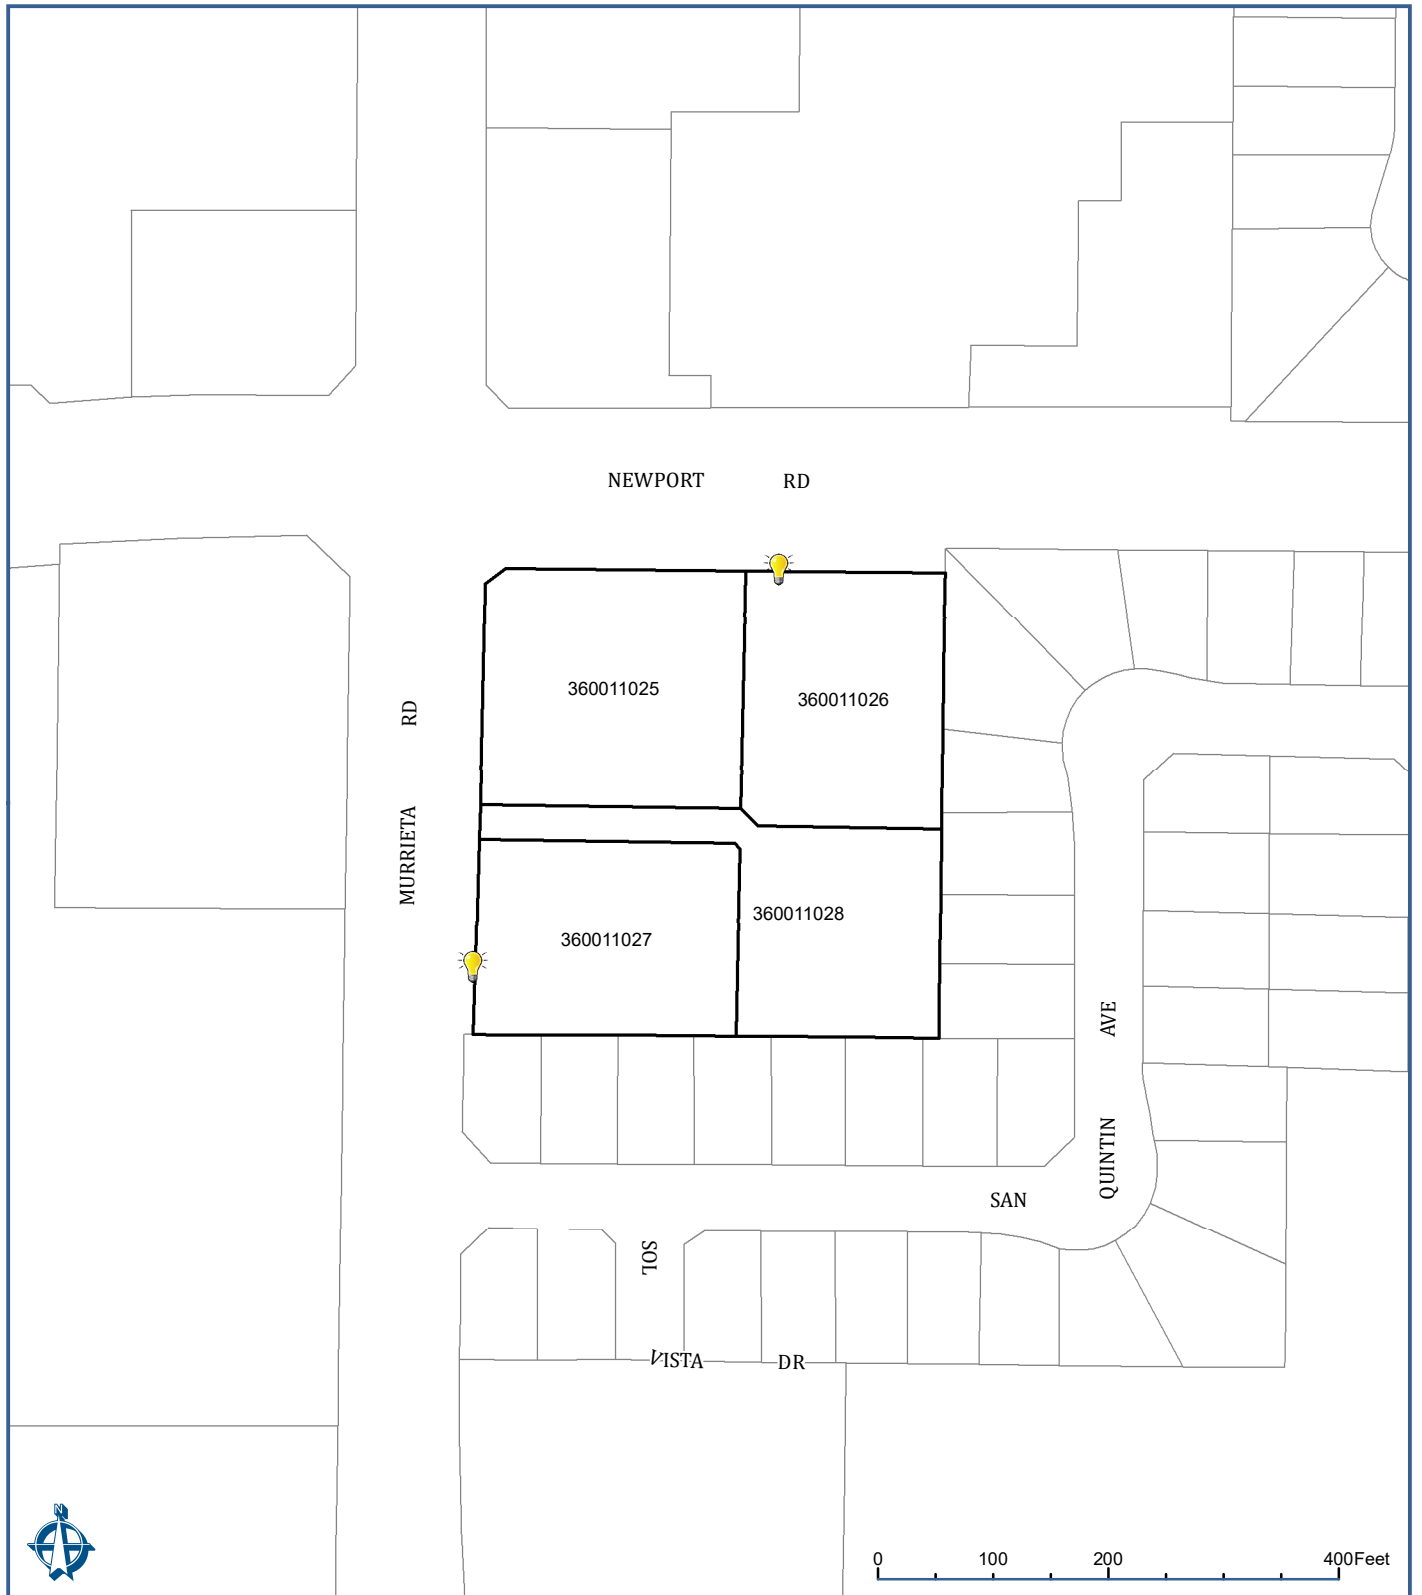 NEWPORT RD
360011025
360011026
MURRIETA RD
360011028
360011027
SAN QUINTIN AVE
SOL
VISTA DR
N
0 100 200 400Feet